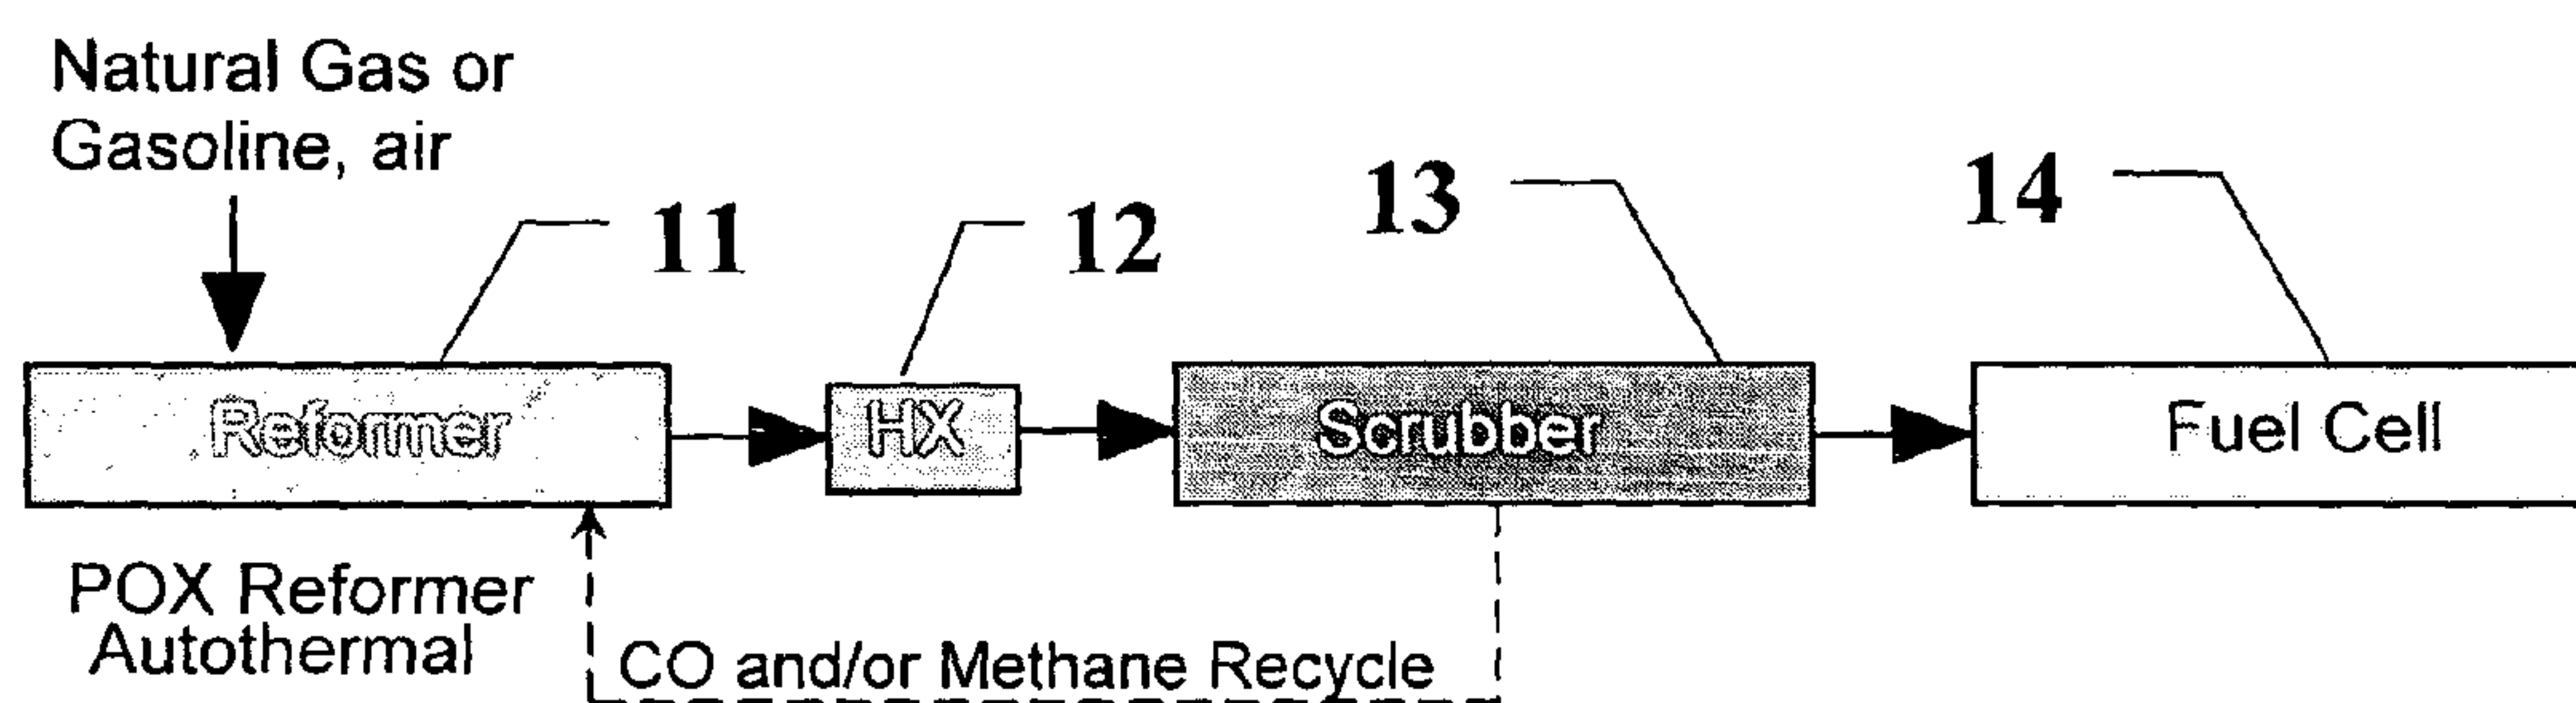 Natural Gas or
Gasoline, air
11
12
13
14
Reformer
HX
Scrubber
Fuel Cell
POX Reformer
Autothermal
CO and/or Methane Recycle